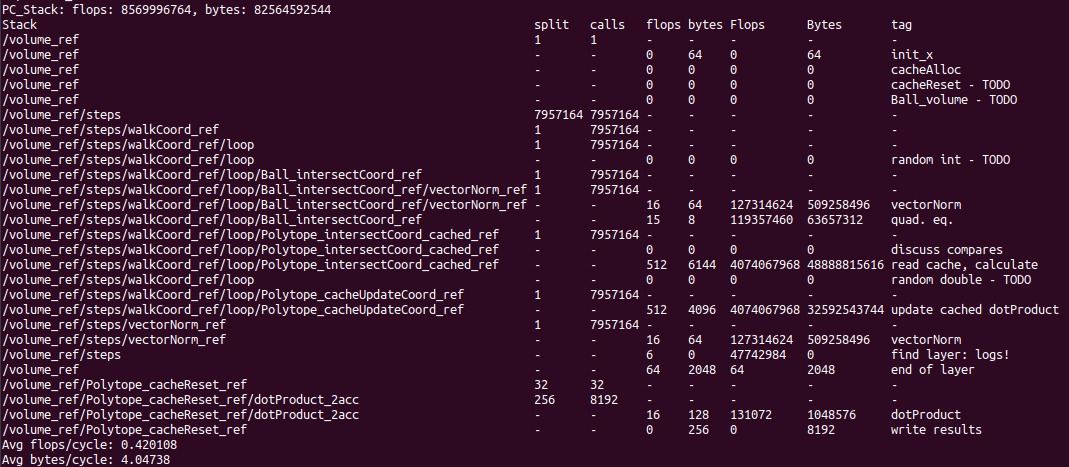 PC_Stack: flops: 8569996764, bytes: 82564592544
Stack split calls flops bytes Flops Bytes tag
/volume_ref 1 1 - - - - -
/volume_ref - - 0 64 0 64 init_x
/volume_ref - - 0 0 0 0 cacheAlloc
/volume_ref - - 0 0 0 0 cacheReset - TODO
/volume_ref - - 0 0 0 0 Ball_volume - TODO
/volume_ref/steps 7957164 7957164 - - - - -
/volume_ref/steps/walkCoord_ref 1 7957164 - - - - -
/volume_ref/steps/walkCoord_ref/loop 1 7957164 - - - - -
/volume_ref/steps/walkCoord_ref/loop - - 0 0 0 0 random int - TODO
/volume_ref/steps/walkCoord_ref/loop/Ball_intersectCoord_ref 1 7957164 - - - - -
/volume_ref/steps/walkCoord_ref/loop/Ball_intersectCoord_ref/vectorNorm_ref 1 7957164 - - - - -
/volume_ref/steps/walkCoord_ref/loop/Ball_intersectCoord_ref/vectorNorm_ref - - 16 64 127314624 509258496 vectorNorm
/volume_ref/steps/walkCoord_ref/loop/Ball_intersectCoord_ref - - 15 8 119357460 63657312 quad. eq.
/volume_ref/steps/walkCoord_ref/loop/Polytope_intersectCoord_cached_ref 1 7957164 - - - - -
/volume_ref/steps/walkCoord_ref/loop/Polytope_intersectCoord_cached_ref - - 0 0 0 0 discuss compares
/volume_ref/steps/walkCoord_ref/loop/Polytope_intersectCoord_cached_ref - - 512 6144 4074067968 48888815616 read cache, calculate
/volume_ref/steps/walkCoord_ref/loop - - 0 0 0 0 random double - TODO
/volume_ref/steps/walkCoord_ref/loop/Polytope_cacheUpdateCoord_ref 1 7957164 - - - - -
/volume_ref/steps/walkCoord_ref/loop/Polytope_cacheUpdateCoord_ref - - 512 4096 4074067968 32592543744 update cached dotProduct
/volume_ref/steps/vectorNorm_ref 1 7957164 - - - - -
/volume_ref/steps/vectorNorm_ref - - 16 64 127314624 509258496 vectorNorm
/volume_ref/steps - - 6 0 47742984 0 find layer: logs!
/volume_ref - - 64 2048 64 2048 end of layer
/volume_ref/Polytope_cacheReset_ref 32 32 - - - - -
/volume_ref/Polytope_cacheReset_ref/dotProduct_2acc 256 8192 - - - - -
/volume_ref/Polytope_cacheReset_ref/dotProduct_2acc - - 16 128 131072 1048576 dotProduct
/volume_ref/Polytope_cacheReset_ref - - 0 256 0 8192 write results
Avg flops/cycle: 0.420108
Avg bytes/cycle: 4.04738